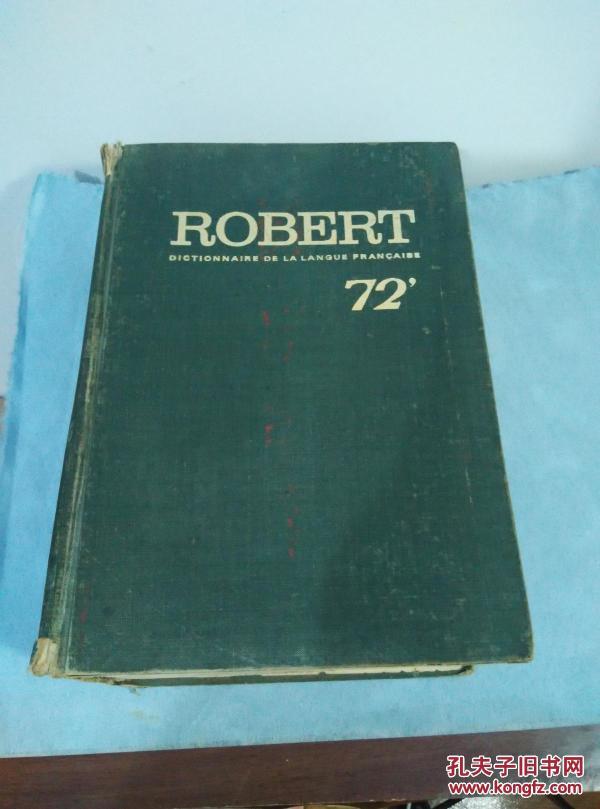 ROBERT
DICTIONNAIRE DE LA LANGUE FRANÇAISE
72'
孔夫子旧书网
www.kongfz.com